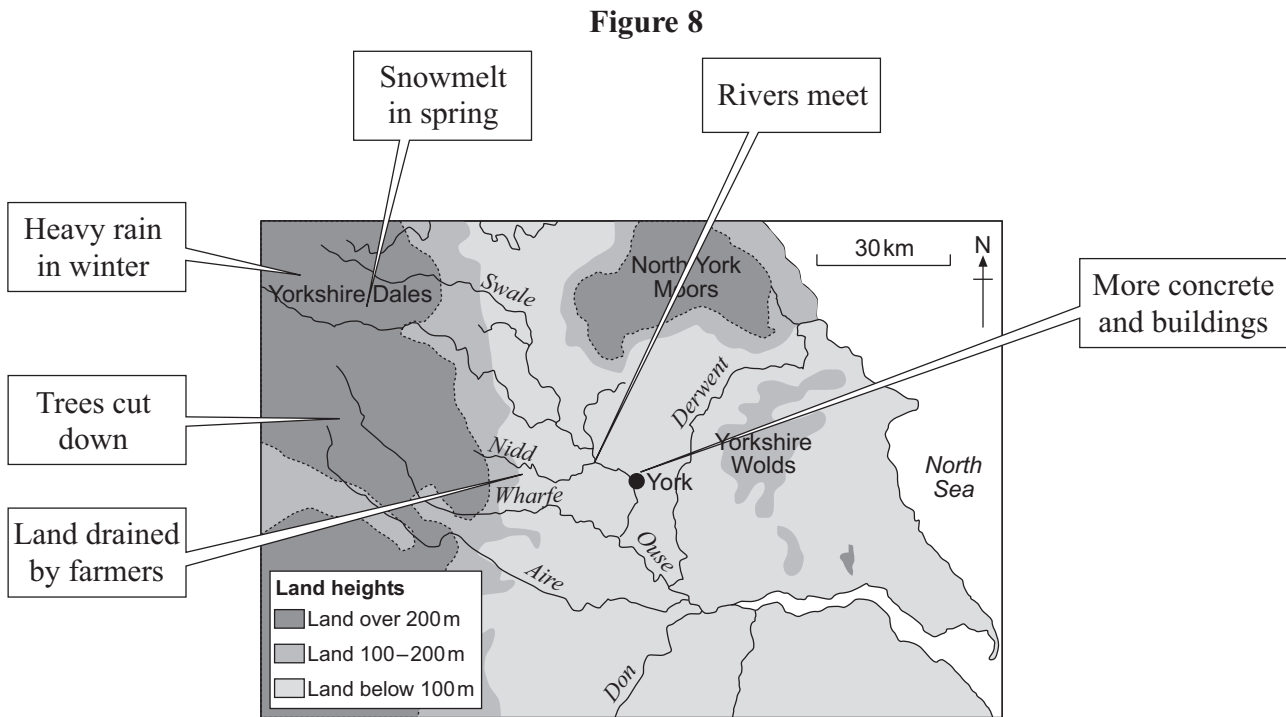 Figure 8
Snowmelt
in spring
Rivers meet
Heavy rain
in winter
30 km
N
North York
Moors
Yorkshire Dales
Swale
More concrete
and buildings
Trees cut
down
Derwent
Nidd
Yorkshire
Wolds
North
Sea
York
Wharfe
Land drained
by farmers
Ouse
Aire
Land heights
Land over 200 m
Land 100–200 m
Land below 100 m
Don